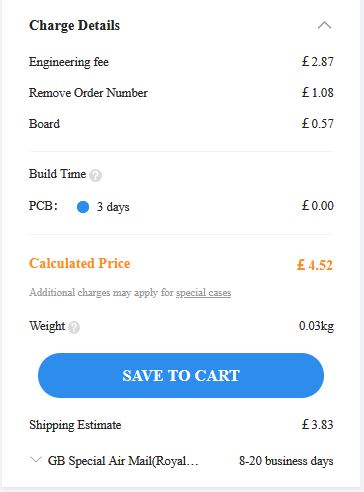 Charge Details
Engineering fee £2.87
Remove Order Number £1.08
Board £0.57
Build Time ?
PCB: 3 days £0.00
Calculated Price £4.52
Additional charges may apply for special cases
Weight ? 0.03kg
SAVE TO CART
Shipping Estimate £3.83
GB Special Air Mail(Royal… 8-20 business days